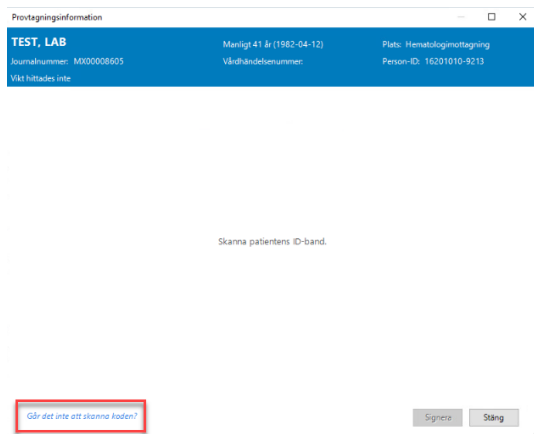 Provtagningsinformation
TEST, LAB Manligt 41 år (1982-04-12) Plats: Hematologimottagning
Journalnummer: MX00008605 Vårdhändelsenummer: Person-ID: 16201010-9213
Vikt hittades inte
Skanna patientens ID-band.
Går det inte att skanna koden? Signera Stäng